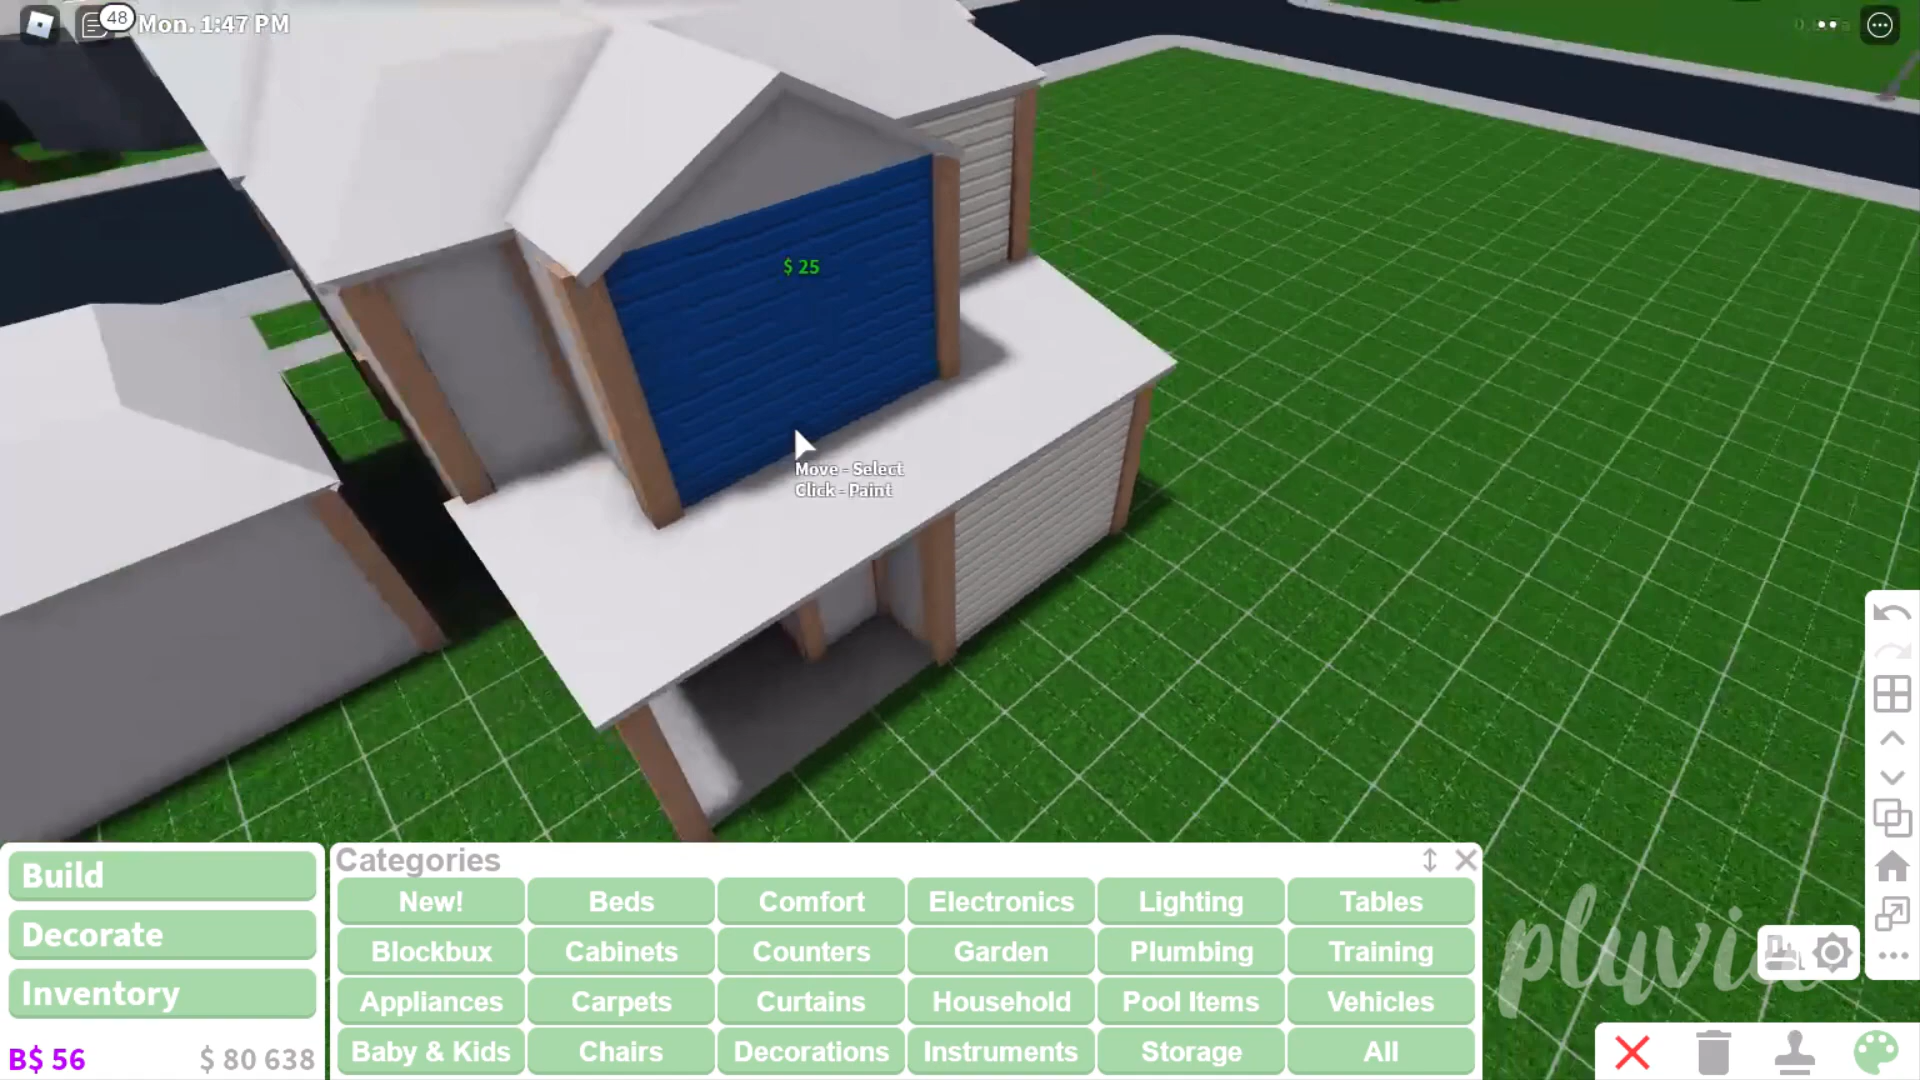 48 Mon. 1:47 PM
$ 25
Move - Select
Click - Paint
Build
Decorate
Inventory
B$ 56 $ 80 638
Categories
New! Beds Comfort Electronics Lighting Tables
Blockbux Cabinets Counters Garden Plumbing Training
Appliances Carpets Curtains Household Pool Items Vehicles
Baby & Kids Chairs Decorations Instruments Storage All